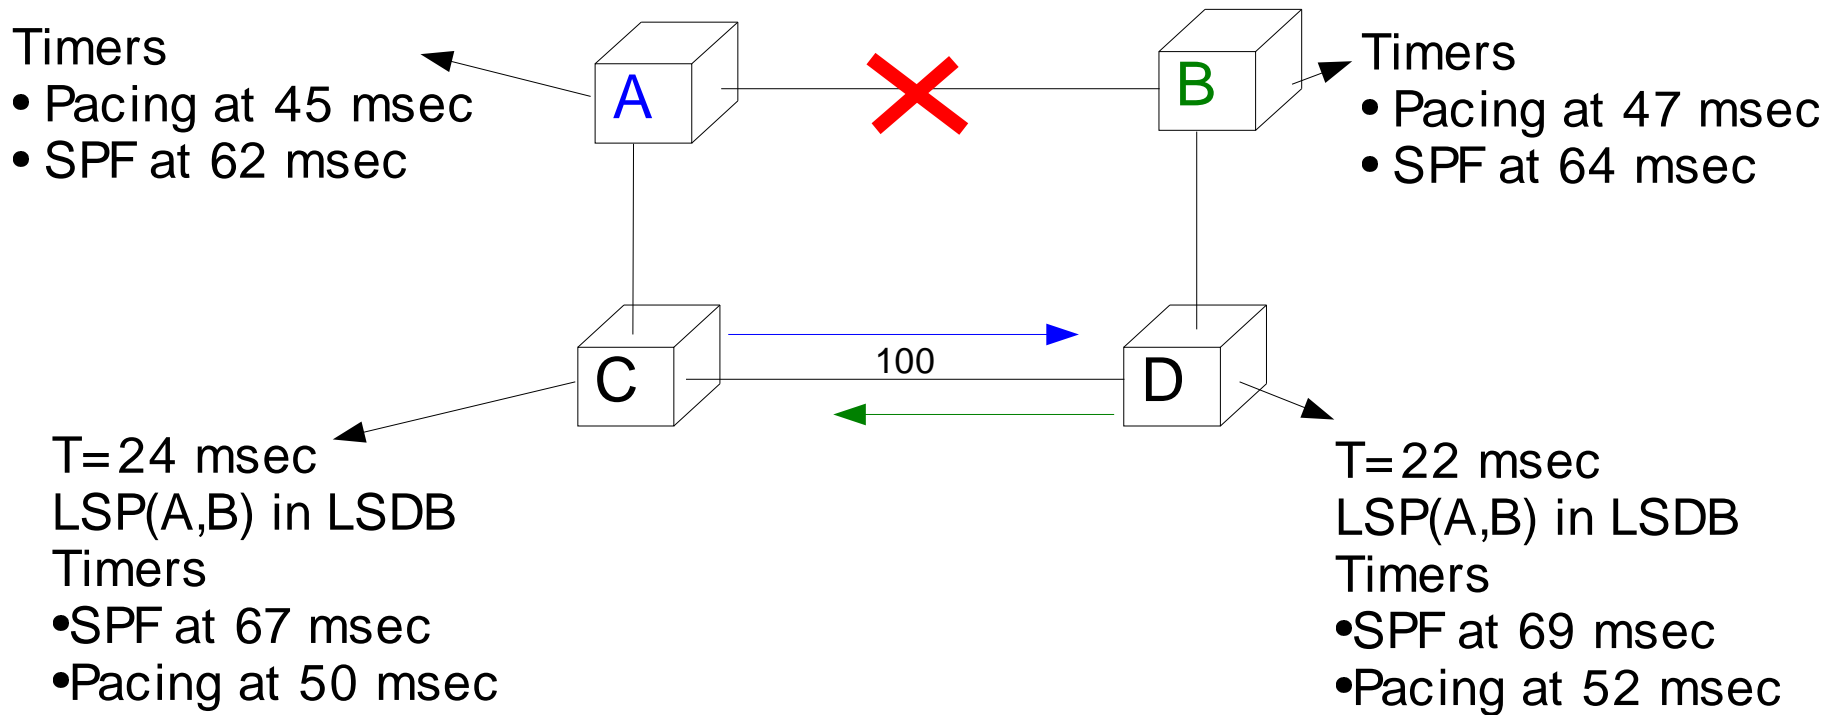 Timers
• Pacing at 45 msec
• SPF at 62 msec
A
B
Timers
• Pacing at 47 msec
• SPF at 64 msec
C
100
D
T=24 msec
LSP(A,B) in LSDB
Timers
•SPF at 67 msec
•Pacing at 50 msec
T=22 msec
LSP(A,B) in LSDB
Timers
•SPF at 69 msec
•Pacing at 52 msec